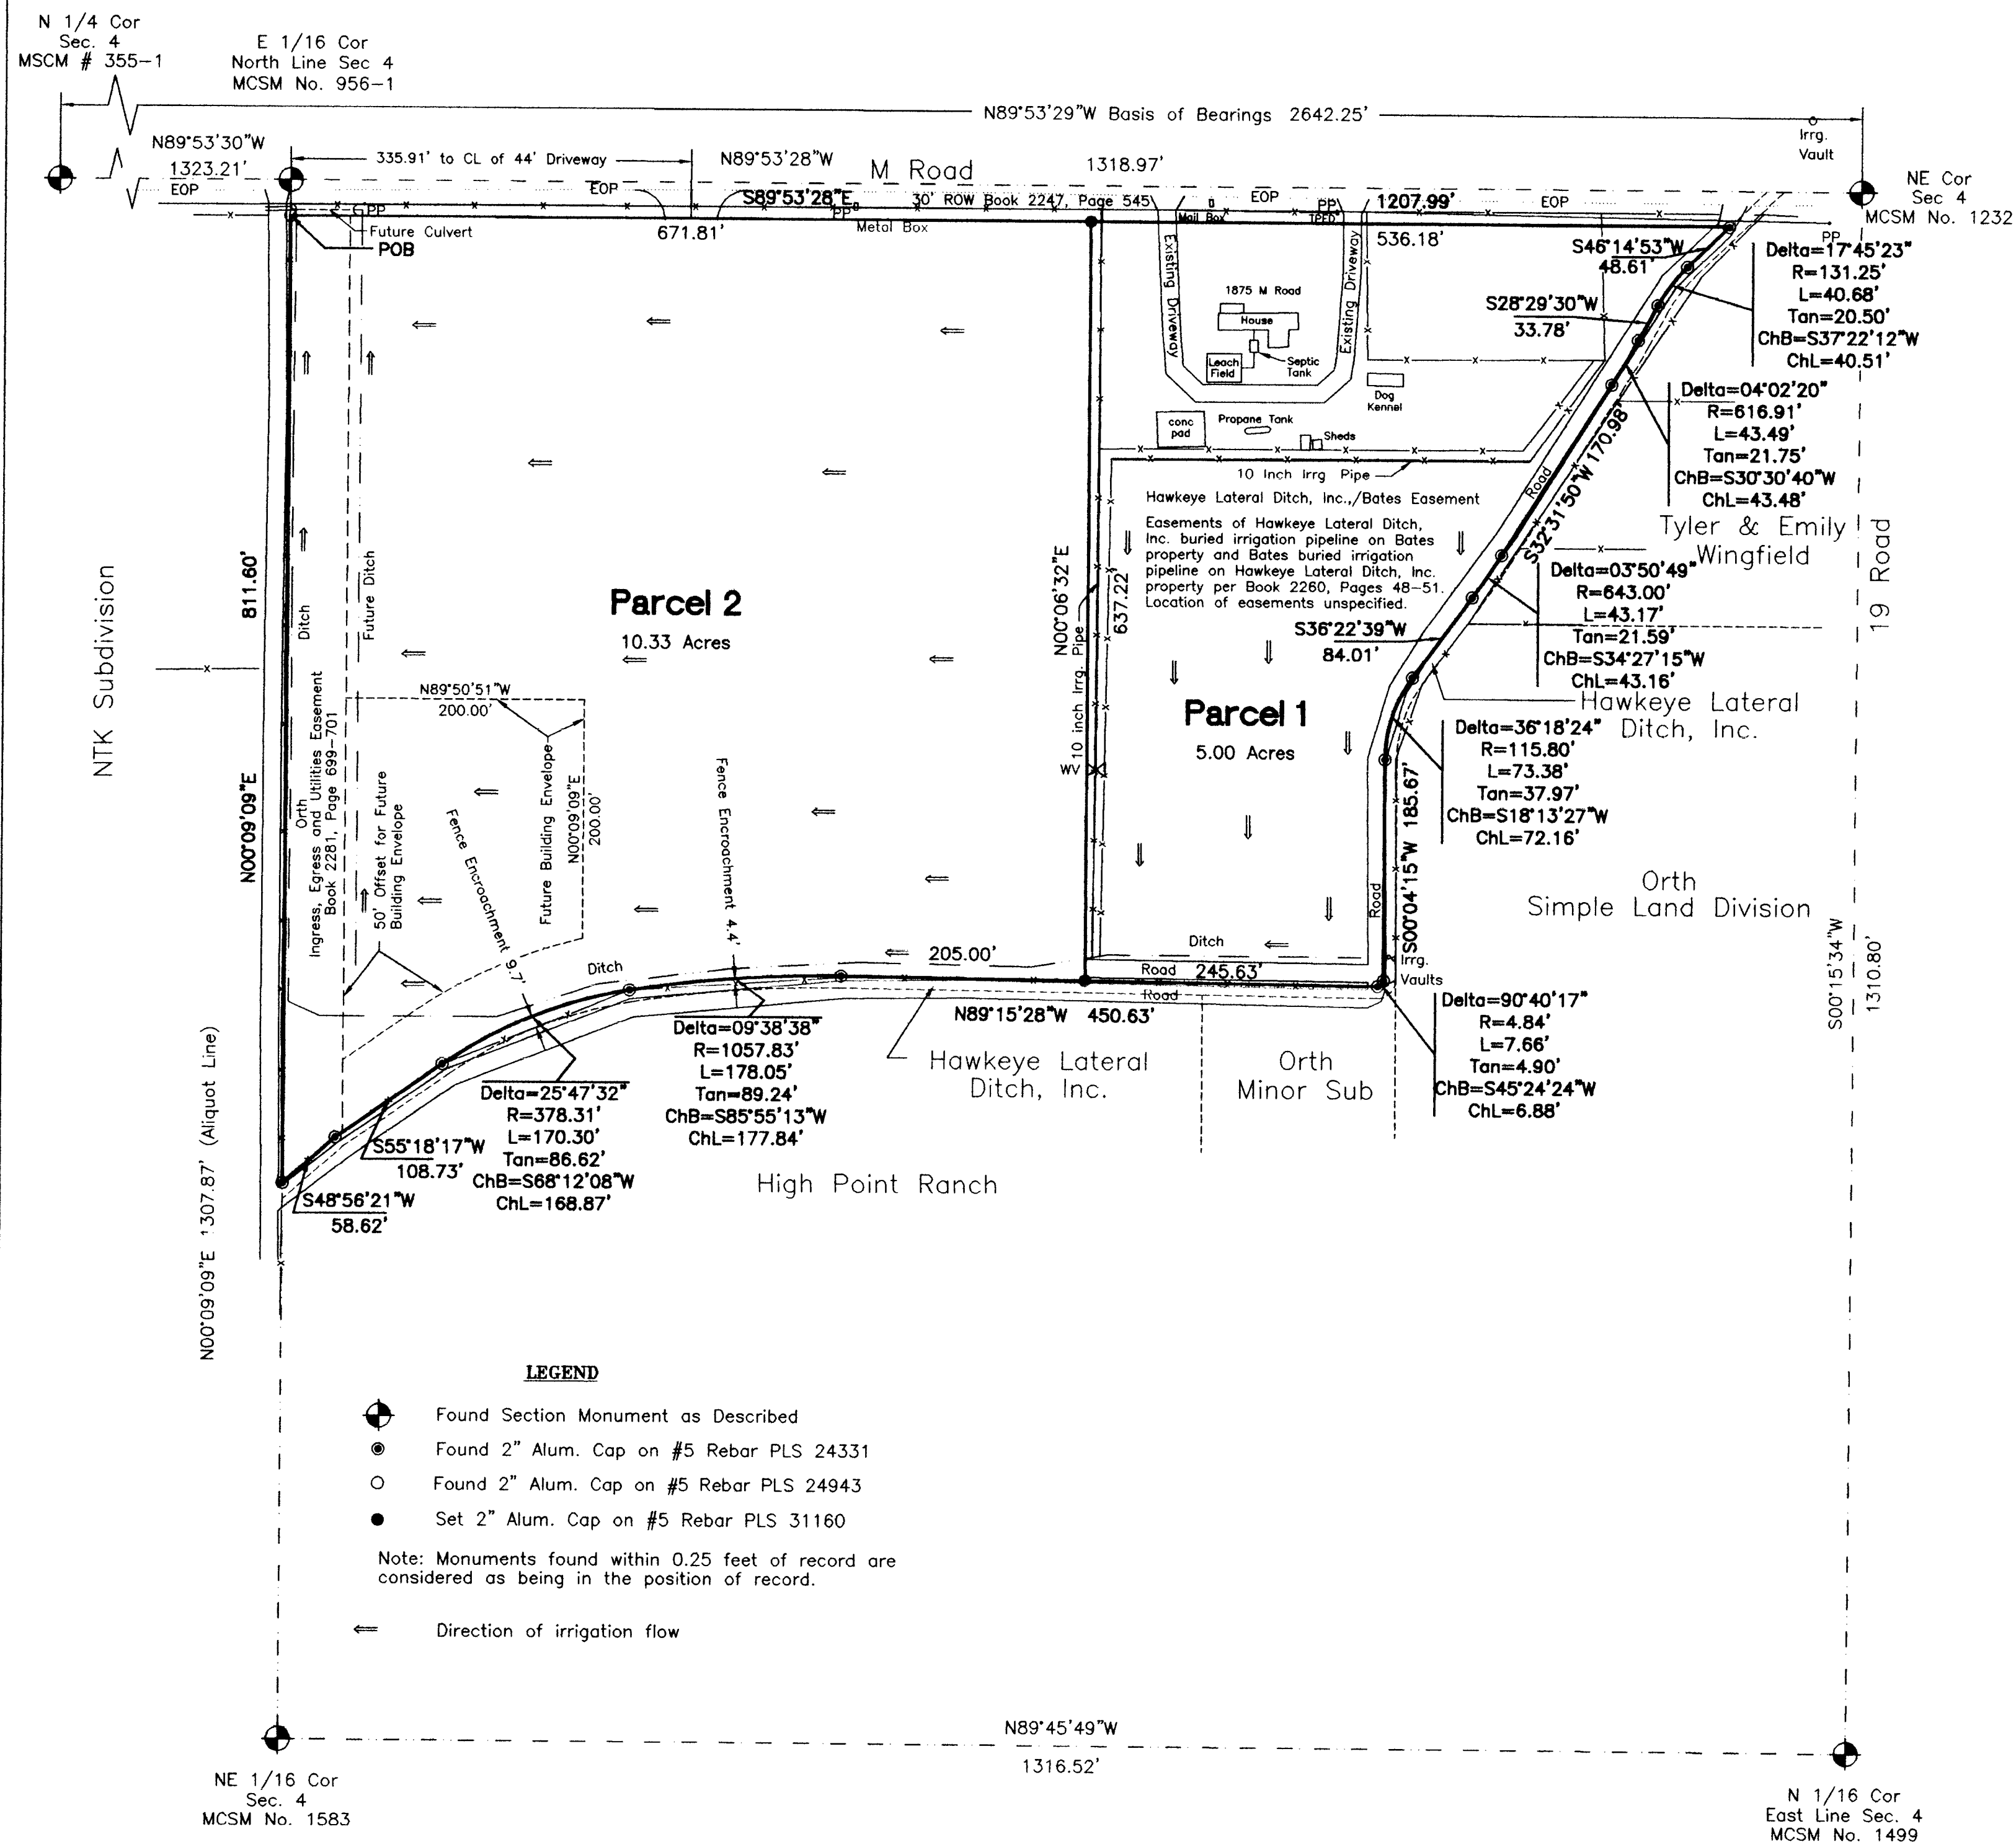 N 1/4 Cor
Sec. 4
MSCM # 355-1
E 1/16 Cor
North Line Sec 4
MCSM No. 956-1
N89°53'29"W Basis of Bearings 2642.25'
Irrg.
Vault
N89°53'30"W
1323.21'
335.91' to CL of 44' Driveway
N89°53'28"W
M Road
1318.97'
NE Cor
Sec 4
MCSM No. 1232
EOP
EOP
EOP
EOP
PP
S89°53'28"E
30' ROW Book 2247, Page 545
PP
1207.99'
PP
Mail Box
TPED
PP
Future Culvert
POB
671.81'
Metal Box
536.18'
S46°14'53"W
48.61'
Delta=17°45'23"
R=131.25'
L=40.68'
Tan=20.50'
ChB=S37°22'12"W
ChL=40.51'
Existing Driveway
Existing Driveway
1875 M Road
House
Leach
Field
Septic
Tank
Dog
Kennel
S28°29'30"W
33.78'
conc
pad
Propane Tank
Sheds
10 Inch Irrg Pipe
Delta=04°02'20"
R=616.91'
L=43.49'
Tan=21.75'
ChB=S30°30'40"W
ChL=43.48'
S32°31'50"W 170.98'
Road
Tyler & Emily
Wingfield
19 Road
Hawkeye Lateral Ditch, Inc.,/Bates Easement
Easements of Hawkeye Lateral Ditch,
Inc. buried irrigation pipeline on Bates
property and Bates buried irrigation
pipeline on Hawkeye Lateral Ditch, Inc.
property per Book 2260, Pages 48-51.
Location of easements unspecified.
Delta=03°50'49"
R=643.00'
L=43.17'
Tan=21.59'
ChB=S34°27'15"W
ChL=43.16'
S36°22'39"W
84.01'
Hawkeye Lateral
Ditch, Inc.
NTK Subdivision
811.60'
N00°09'09"E
Ditch
Future Ditch
Parcel 2
10.33 Acres
N00°06'32"E
637.22
10 inch Irrg. Pipe
WV
Parcel 1
5.00 Acres
Delta=36°18'24"
R=115.80'
L=73.38'
Tan=37.97'
ChB=S18°13'27"W
ChL=72.16'
N89°50'51"W
200.00'
Orth
Ingress, Egress and Utilities Easement
Book 2281, Page 699-701
50' Offset for Future
Building Envelope
Fence Encroachment 9.7'
Future Building Envelope
N00°09'09"E
200.00'
Fence Encroachment 4.4'
S00°04'15"W 185.67'
Road
Orth
Simple Land Division
S00°15'34"W
1310.80'
Ditch
205.00'
Ditch
Road
245.63'
Road
Irrg.
Vaults
N89°15'28"W 450.63'
Delta=90°40'17"
R=4.84'
L=7.66'
Tan=4.90'
ChB=S45°24'24"W
ChL=6.88'
Hawkeye Lateral
Ditch, Inc.
Orth
Minor Sub
Delta=09°38'38"
R=1057.83'
L=178.05'
Tan=89.24'
ChB=S85°55'13"W
ChL=177.84'
Delta=25°47'32"
R=378.31'
L=170.30'
Tan=86.62'
ChB=S68°12'08"W
ChL=168.87'
S55°18'17"W
108.73'
S48°56'21"W
58.62'
High Point Ranch
N00°09'09"E 1307.87' (Aliquot Line)
LEGEND
Found Section Monument as Described
Found 2" Alum. Cap on #5 Rebar PLS 24331
Found 2" Alum. Cap on #5 Rebar PLS 24943
Set 2" Alum. Cap on #5 Rebar PLS 31160
Note: Monuments found within 0.25 feet of record are
considered as being in the position of record.
Direction of irrigation flow
N89°45'49"W
1316.52'
NE 1/16 Cor
Sec. 4
MCSM No. 1583
N 1/16 Cor
East Line Sec. 4
MCSM No. 1499